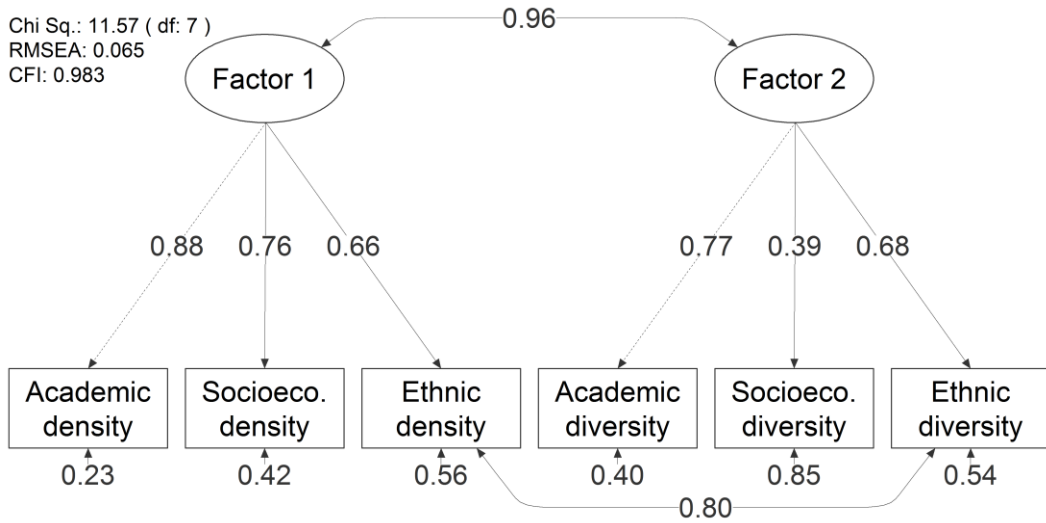 Chi Sq.: 11.57 ( df: 7 )
RMSEA: 0.065
CFI: 0.983
0.96
Factor 1
Factor 2
0.88
0.76
0.66
0.77
0.39
0.68
Academic
density
Socioeco.
density
Ethnic
density
Academic
diversity
Socioeco.
diversity
Ethnic
diversity
0.23
0.42
0.56
0.40
0.85
0.54
0.80